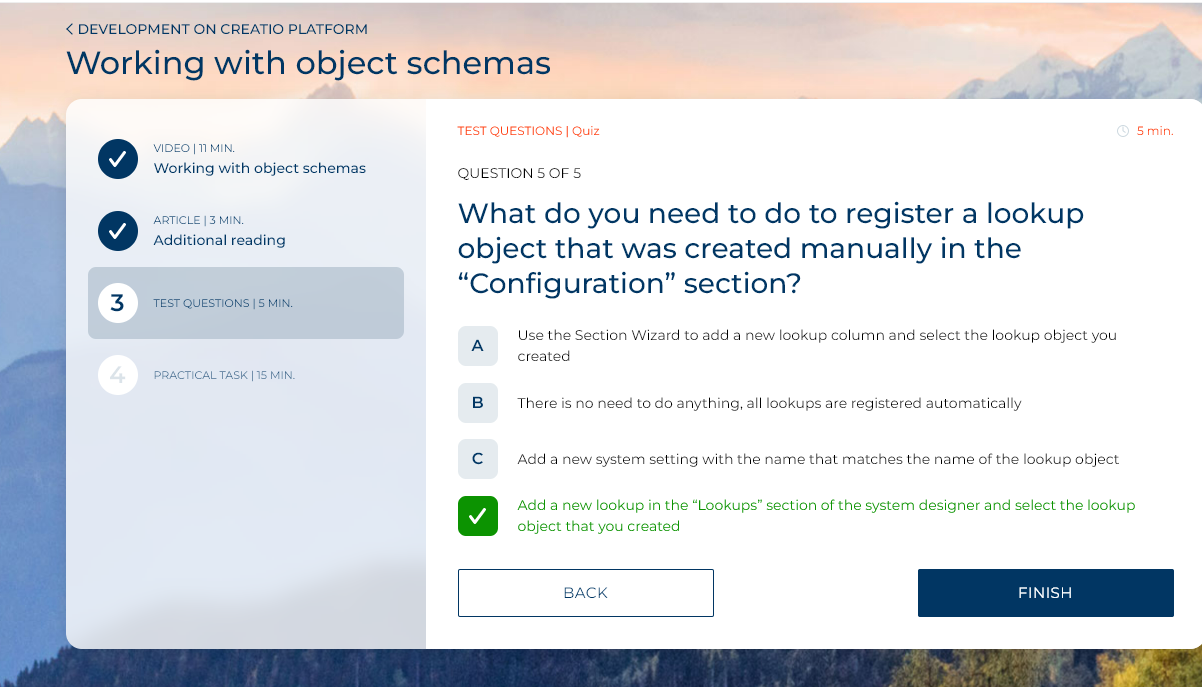 DEVELOPMENT ON CREATIO PLATFORM
Working with object schemas
VIDEO | 11 MIN.
Working with object schemas
ARTICLE | 3 MIN.
Additional reading
3
TEST QUESTIONS | 5 MIN.
4
PRACTICAL TASK | 15 MIN.
TEST QUESTIONS | Quiz
5 min.
QUESTION 5 OF 5
What do you need to do to register a lookup
object that was created manually in the
“Configuration” section?
A
Use the Section Wizard to add a new lookup column and select the lookup object you
created
B
There is no need to do anything, all lookups are registered automatically
C
Add a new system setting with the name that matches the name of the lookup object
Add a new lookup in the “Lookups” section of the system designer and select the lookup
object that you created
BACK
FINISH